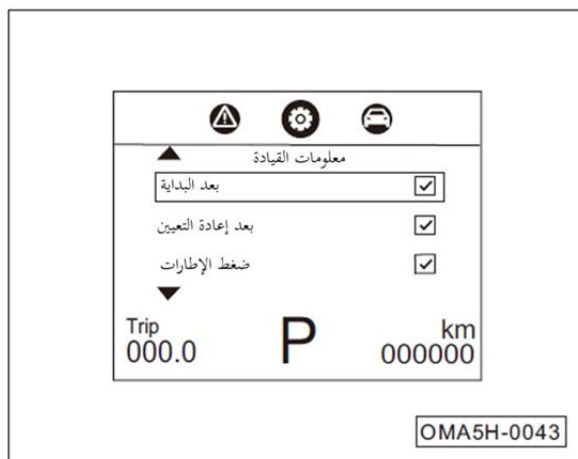 معلومات القيادة
بعد البداية
بعد إعادة التعيين
ضغط الإطارات
Trip
000.0
P
km
000000
OMA5H-0043